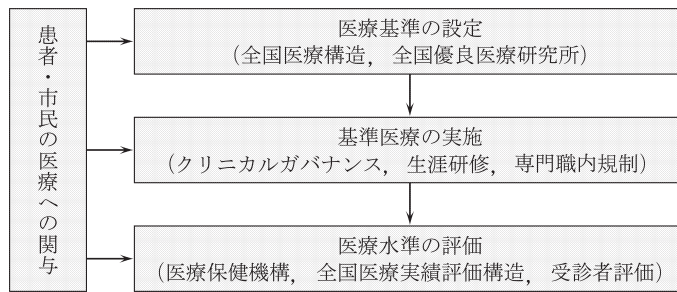 患者・市民の医療への関与
医療基準の設定
(全国医療構造, 全国優良医療研究所)
基準医療の実施
(クリニカルガバナンス, 生涯研修, 専門職内規制)
医療水準の評価
(医療保健機構, 全国医療実績評価構造, 受診者評価)